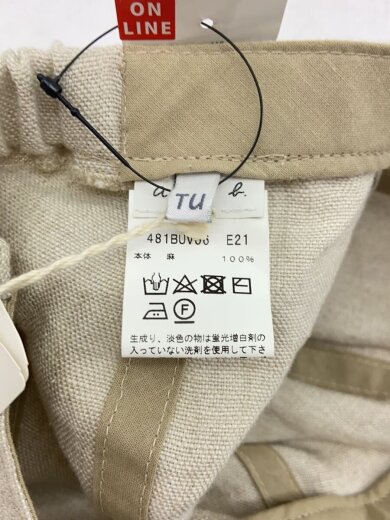 ON
LINE
a b.
TU
481BUV06 E21
本体 麻 100%
F
生成り、淡色の物は蛍光増白剤の
入っていない洗剤を使用して下さ